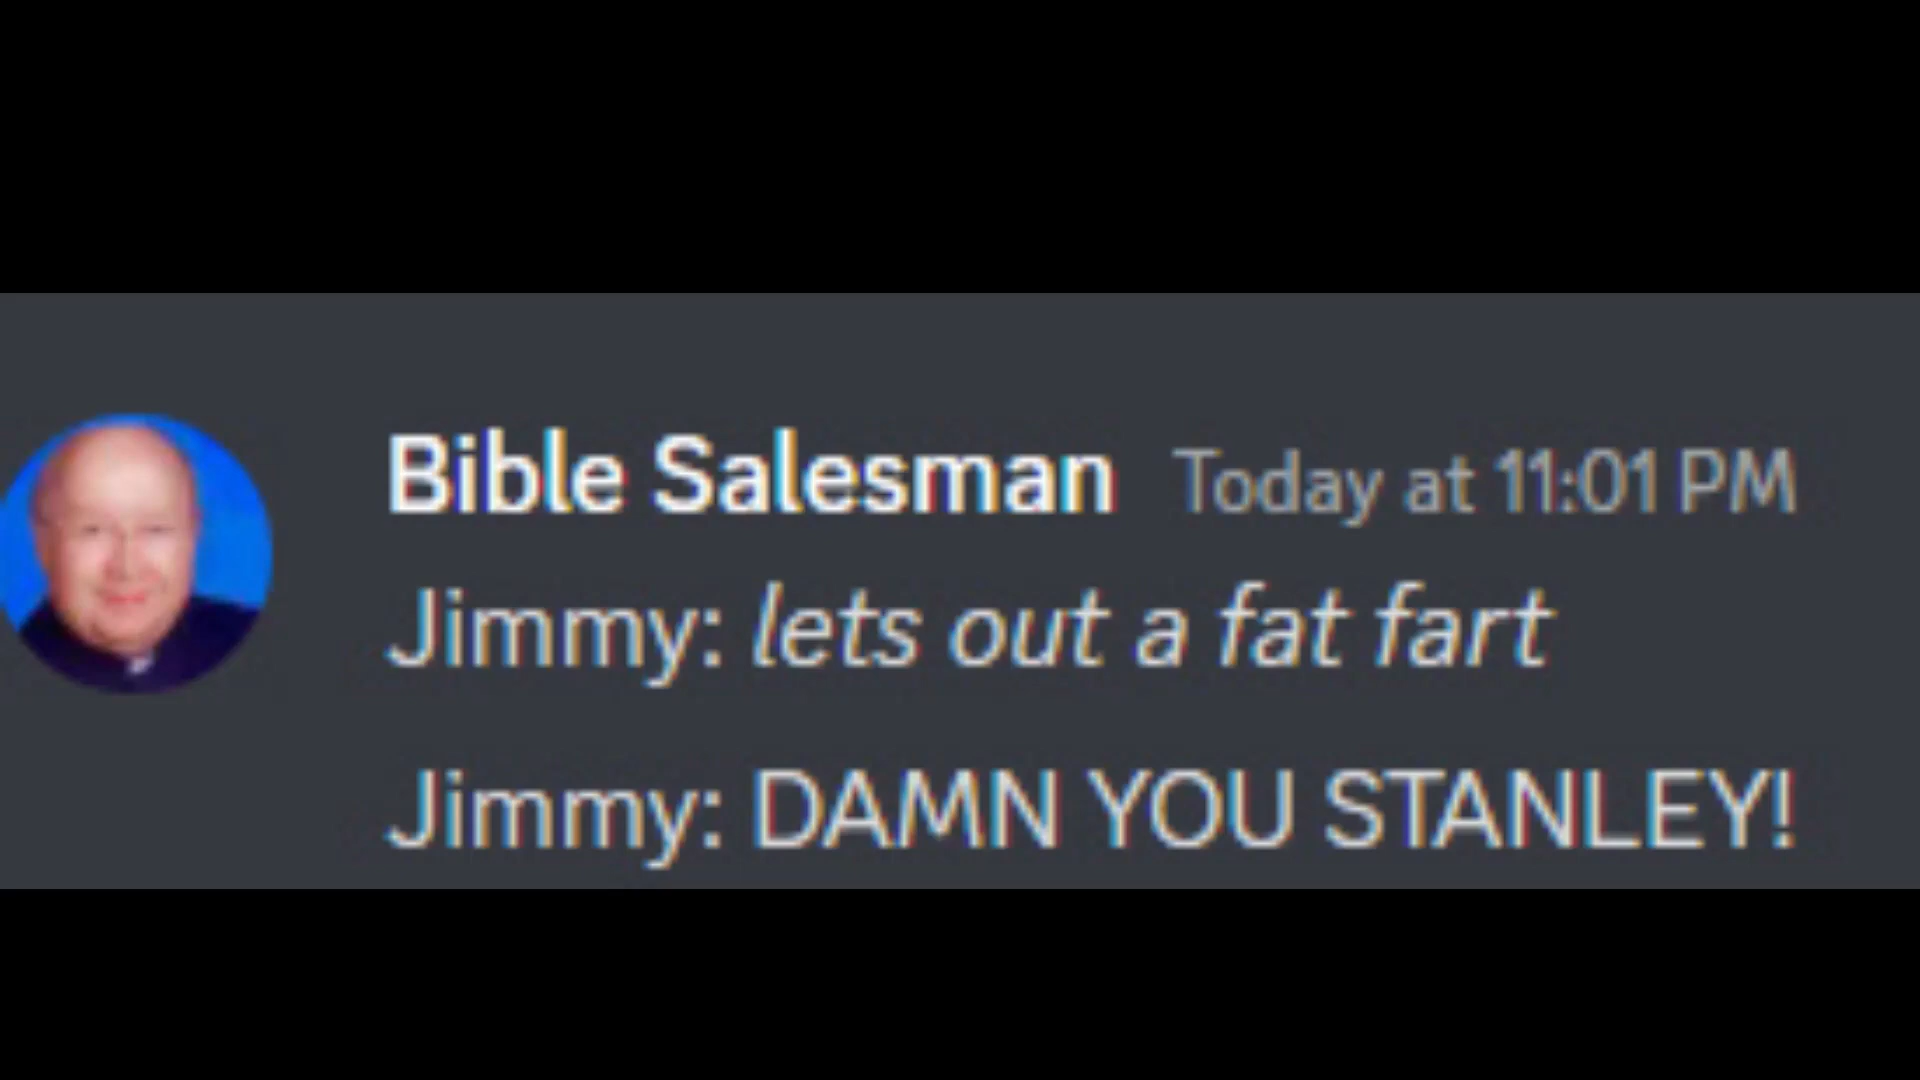 Bible Salesman Today at 11:01 PM
Jimmy: lets out a fat fart
Jimmy: DAMN YOU STANLEY!